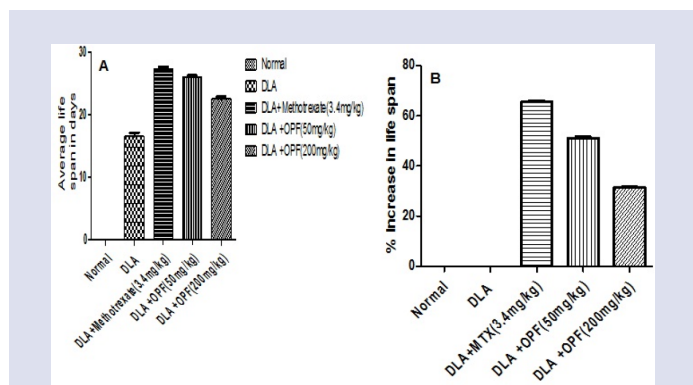 A
Average life
span in days
30
20
10
0
Normal
DLA
DLA+Methotrexate(3.4mg/kg)
DLA +OPF(50mg/kg)
DLA +OPF(200mg/kg)
Normal
DLA
DLA+Methotrexate(3.4mg/kg)
DLA +OPF(50mg/kg)
DLA +OPF(200mg/kg)
B
% Increase in life span
80
60
40
20
0
Normal
DLA
DLA+MTX(3.4mg/kg)
DLA +OPF(50mg/kg)
DLA +OPF(200mg/kg)